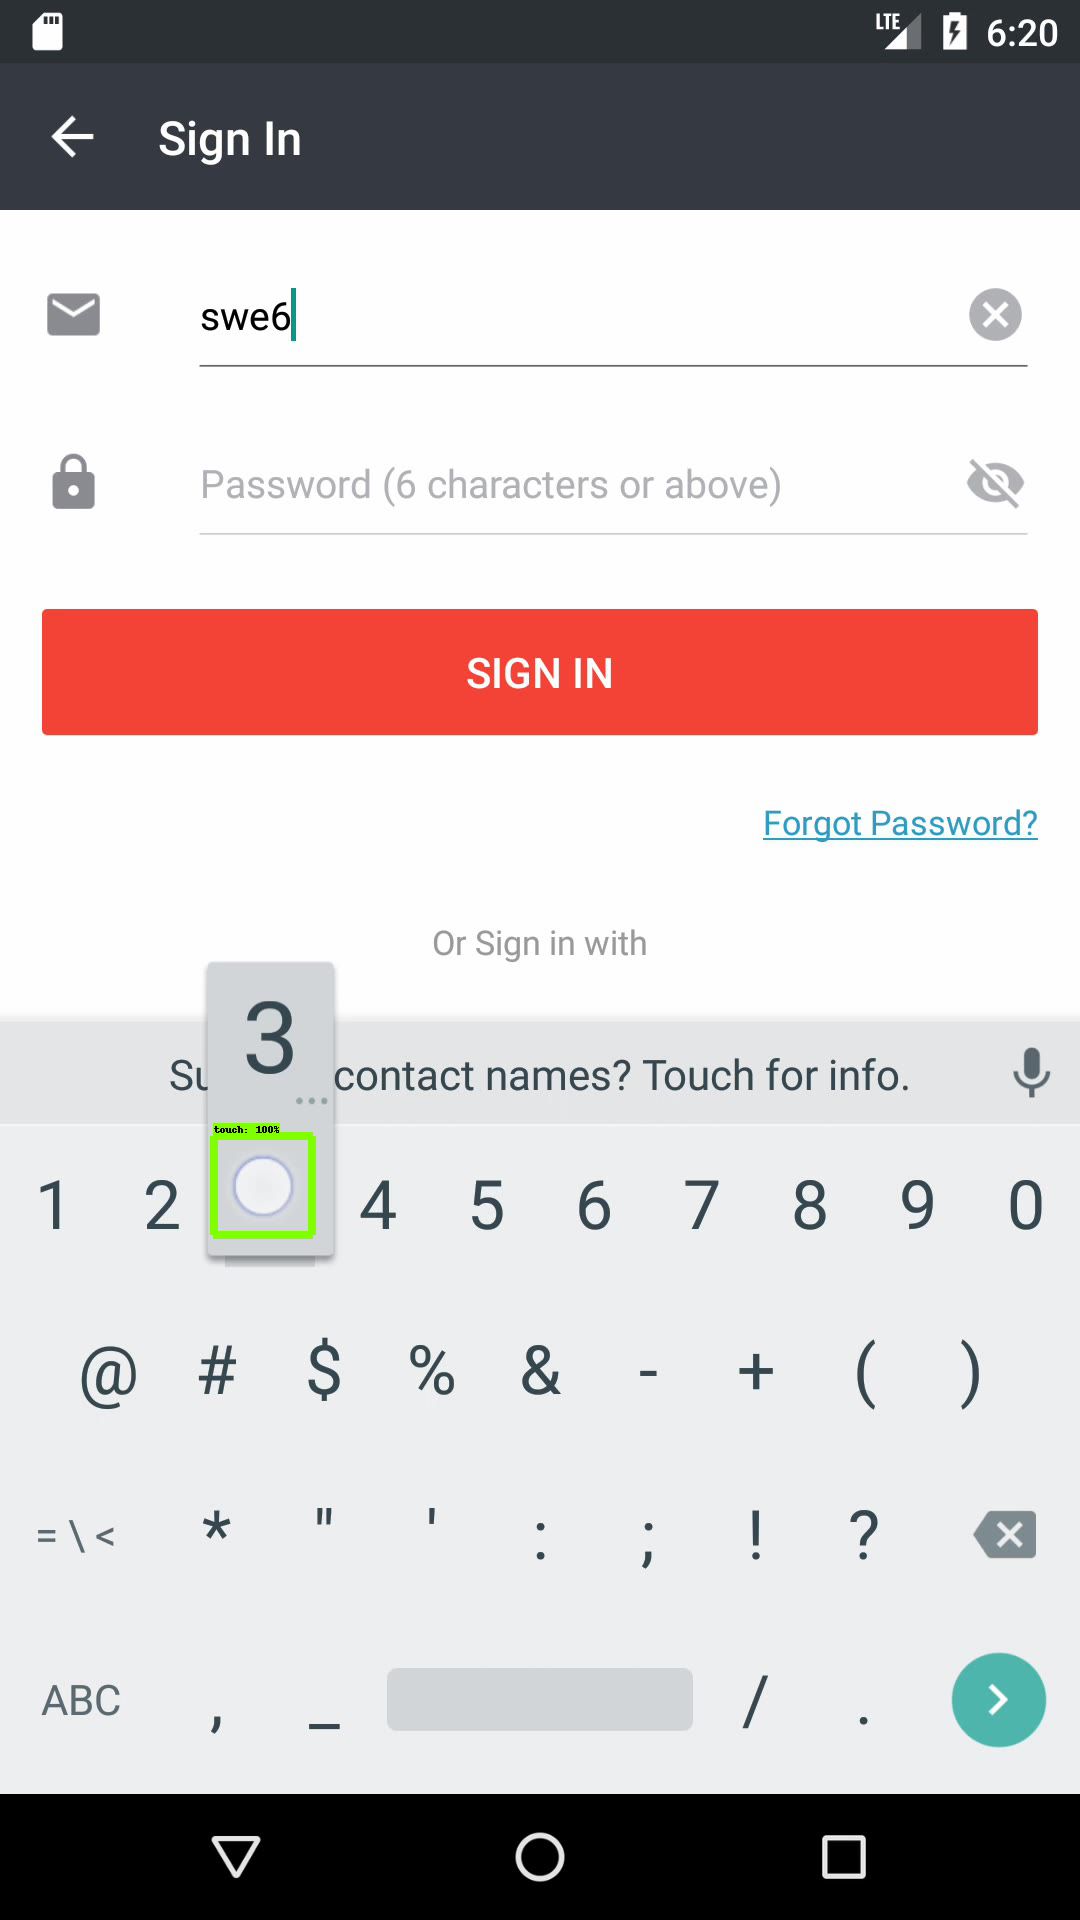 LTE 6:20
Sign In
swe6
Password (6 characters or above)
SIGN IN
Forgot Password?
Or Sign in with
3
contact names? Touch for info.
touch: 100%
1 2 4 5 6 7 8 9 0
@ # $ % & - + ( )
= \ < * " ' : ; ! ?
ABC , _ / .